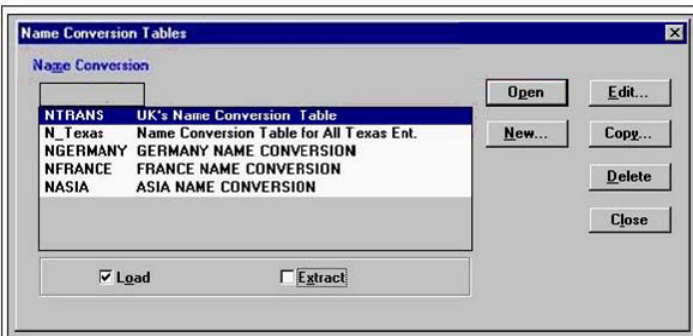 Name Conversion Tables
Name Conversion
Open
Edit...
NTRANS UK's Name Conversion Table
N_Texas Name Conversion Table for All Texas Ent.
New...
Copy...
NGERMANY GERMANY NAME CONVERSION
NFRANCE FRANCE NAME CONVERSION
Delete
NASIA ASIA NAME CONVERSION
Close
Load
Extract